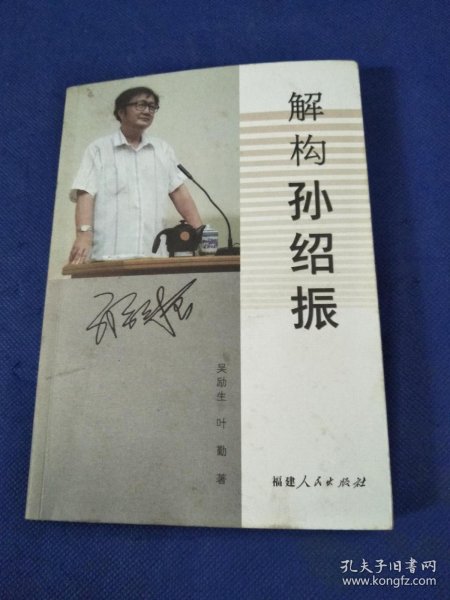 解构孙绍振
吴励生 叶勤 著
福建人民出版社
孔夫子旧书网
www.kongfz.com